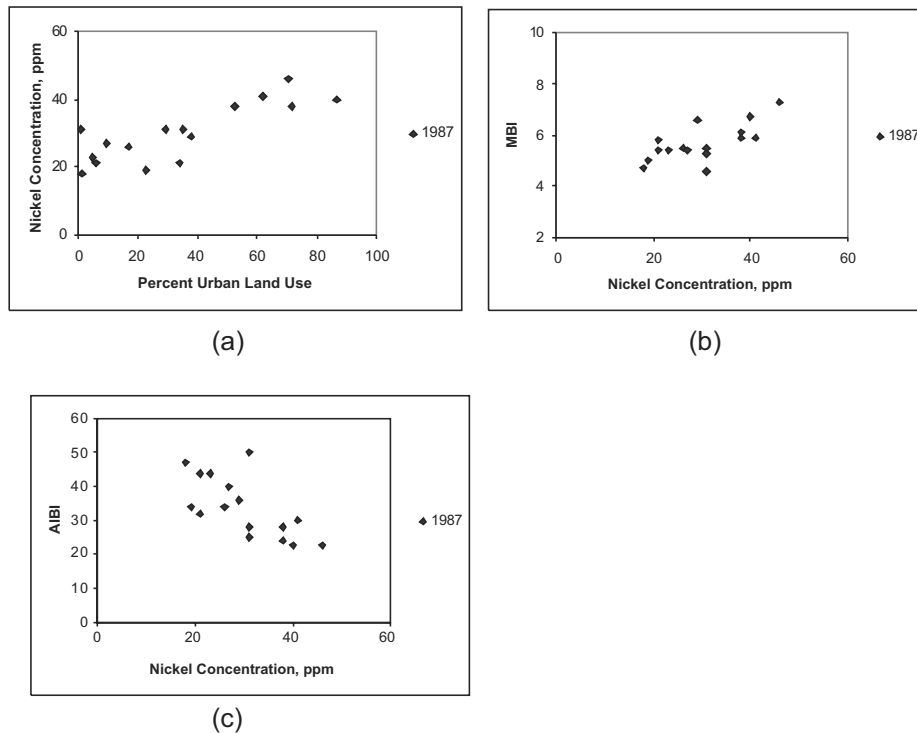 60
40
20
0
Nickel Concentration, ppm
0 20 40 60 80 100
Percent Urban Land Use
1987
(a)
10
8
6
4
2
MBI
0 20 40 60
Nickel Concentration, ppm
1987
(b)
60
50
40
30
20
10
0
AIBI
0 20 40 60
Nickel Concentration, ppm
1987
(c)